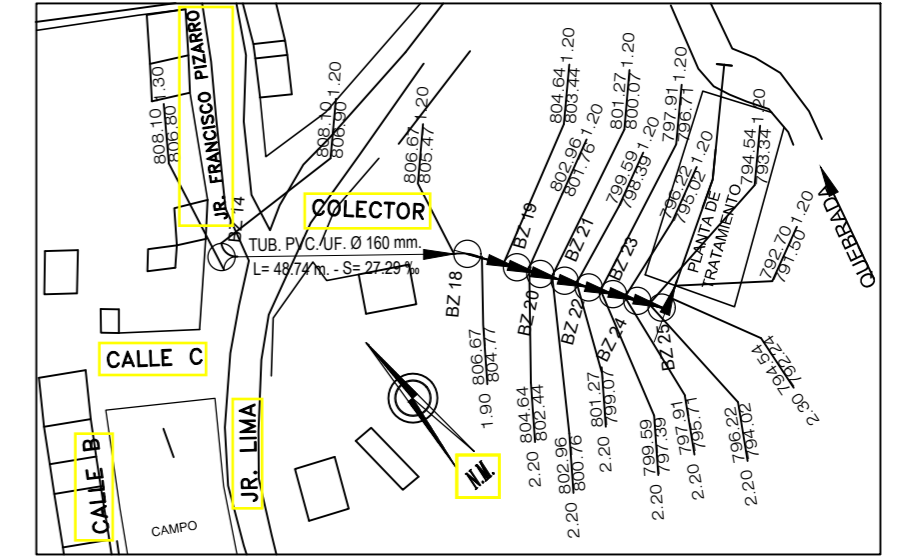 JR. FRANCISCO PIZARRO
808.10 1.30
806.80
BZ 14
808.10 1.20
806.90
COLECTOR
TUB. PVC. UF. Ø 160 mm.
L= 48.74 m. - S= 27.29 ‰
806.67 1.20
805.47
BZ 18
806.67
1.90 804.77
804.64 1.20
803.44
BZ 19
802.96 1.20
801.76
BZ 20
804.64
2.20 802.44
801.27 1.20
800.07
BZ 21
802.96
2.20 800.76
799.59 1.20
798.39
BZ 22
801.27
2.20 799.07
797.91 1.20
796.71
BZ 23
799.59
2.20 797.39
796.22 1.20
795.02
BZ 24
797.91
2.20 795.71
794.54 1.20
793.34
BZ 25
796.22
2.20 794.02
792.70 1.20
791.50
794.54
2.30 792.24
PLANTA DE
TRATAMIENTO
QUEBRADA
CALLE C
CALLE B
JR. LIMA
CAMPO
N.M.